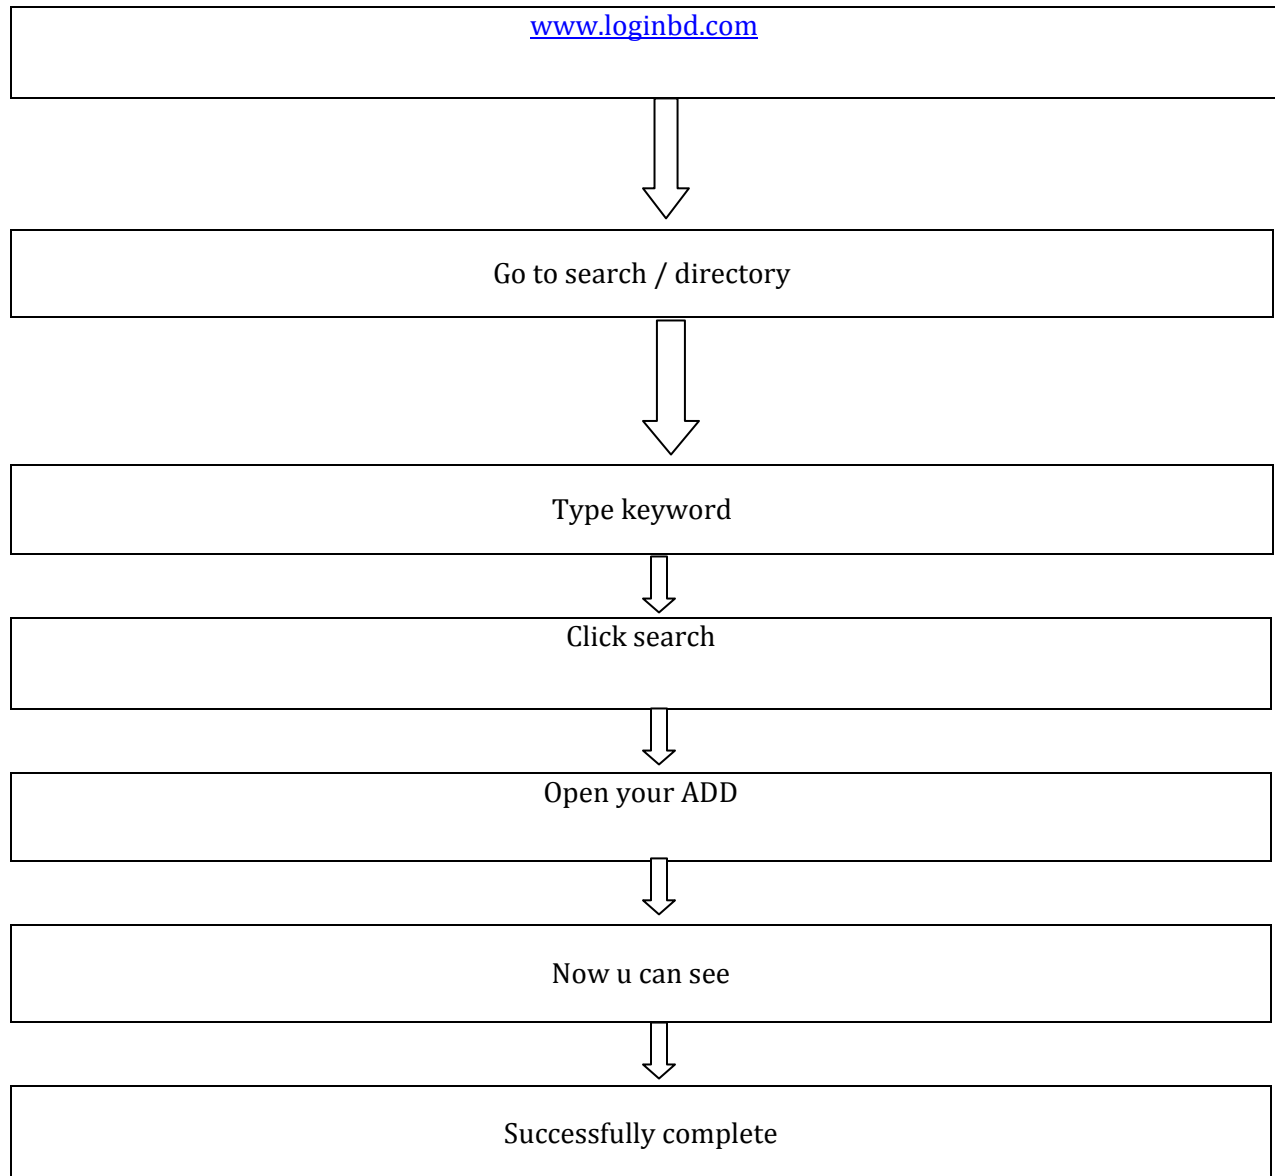 www.loginbd.com
Go to search / directory
Type keyword
Click search
Open your ADD
Now u can see
Successfully complete